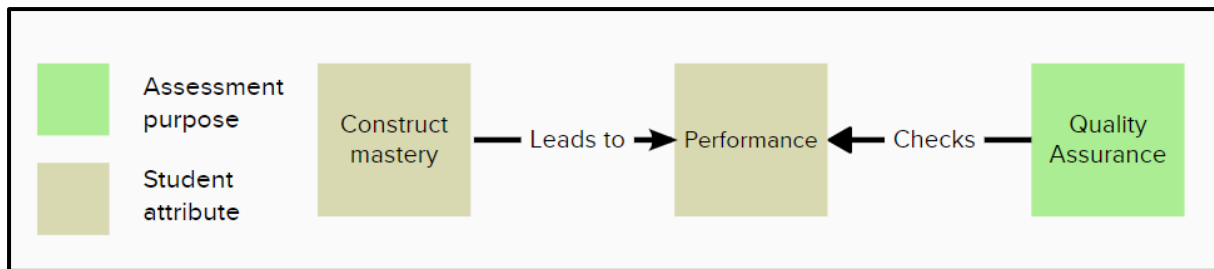 Assessment
purpose
Student
attribute
Construct
mastery
Leads to
Performance
Checks
Quality
Assurance